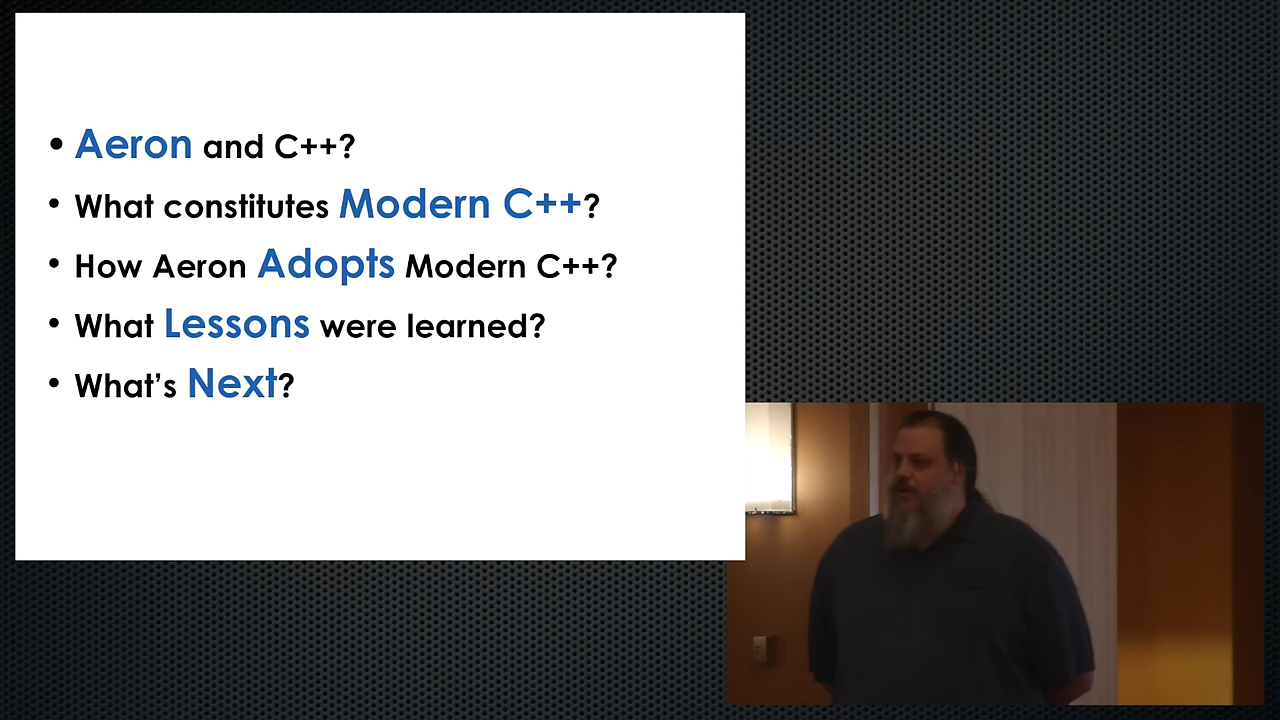 • Aeron and C++?
• What constitutes Modern C++?
• How Aeron Adopts Modern C++?
• What Lessons were learned?
• What’s Next?